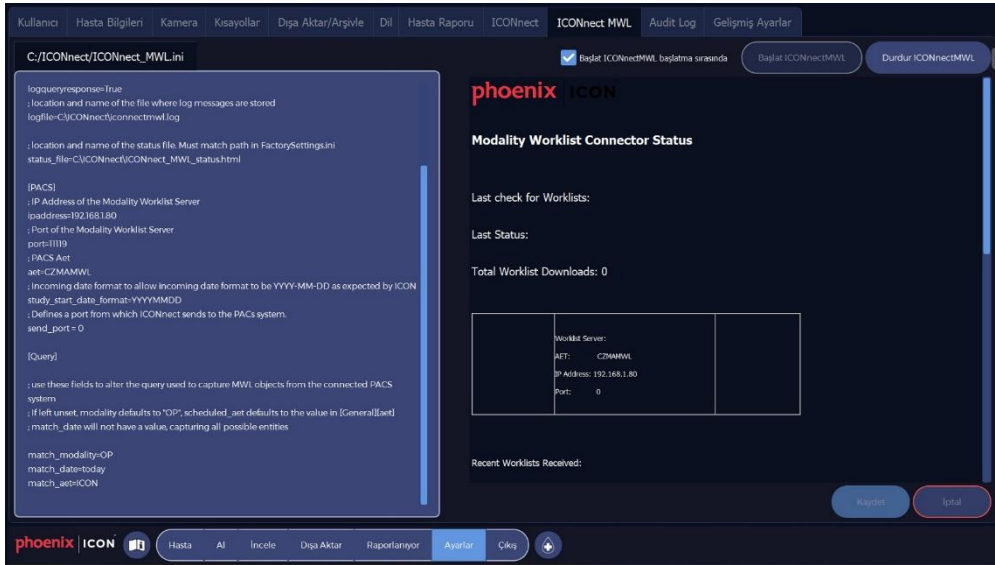 Kullanıcı Hasta Bilgileri Kamera Kısayollar Dışa Aktar/Arşivle Dil Hasta Raporu ICONnect ICONnect MWL Audit Log Gelişmiş Ayarlar
C:/ICONnect/ICONnect_MWL.ini
Başlat ICONnectMWL başlatma sırasında
Başlat ICONnectMWL
Durdur ICONnectMWL
logqueryresponse=True
; location and name of the file where log messages are stored
logfile=C:\ICONnect\iconnectmwl.log
; location and name of the status file. Must match path in FactorySettings.ini
status_file=C:\ICONnect\ICONnect_MWL_status.html
[PACS]
; IP Address of the Modality Worklist Server
ipaddress=192.168.1.80
; Port of the Modality Worklist Server
port=11119
; PACS Aet
aet=CZMAMWL
; Incoming date format to allow incoming date format to be YYYY-MM-DD as expected by ICON
study_start_date_format=YYYYMMDD
; Defines a port from which ICONnect sends to the PACs system.
send_port = 0
[Query]
; use these fields to alter the query used to capture MWL objects from the connected PACS
system
; If left unset, modality defaults to "OP", scheduled_aet defaults to the value in [General][aet]
; match_date will not have a value, capturing all possible entities
match_modality=OP
match_date=today
match_aet=ICON
phoenix ICON
Modality Worklist Connector Status
Last check for Worklists:
Last Status:
Total Worklist Downloads: 0
Worklist Server:
AET: CZMAMWL
IP Address: 192.168.1.80
Port: 0
Recent Worklists Received:
Kaydet
İptal
phoenix | ICON
Hasta Al İncele Dışa Aktar Raporlanıyor Ayarlar Çıkış